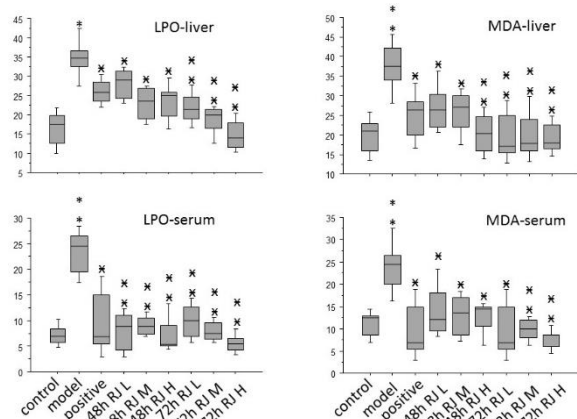 LPO-liver
45
40
35
30
25
20
15
10
5
MDA-liver
50
45
40
35
30
25
20
15
10
LPO-serum
30
25
20
15
10
5
0
MDA-serum
35
30
25
20
15
10
5
0
control
model
positive
48h RJ L
48h RJ M
48h RJ H
72h RJ L
72h RJ M
72h RJ H
control
model
positive
48h RJ L
48h RJ M
48h RJ H
72h RJ L
72h RJ M
72h RJ H